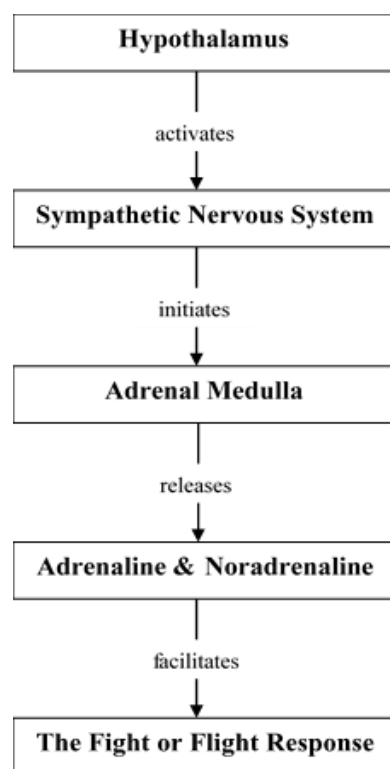 Hypothalamus
activates
Sympathetic Nervous System
initiates
Adrenal Medulla
releases
Adrenaline & Noradrenaline
facilitates
The Fight or Flight Response